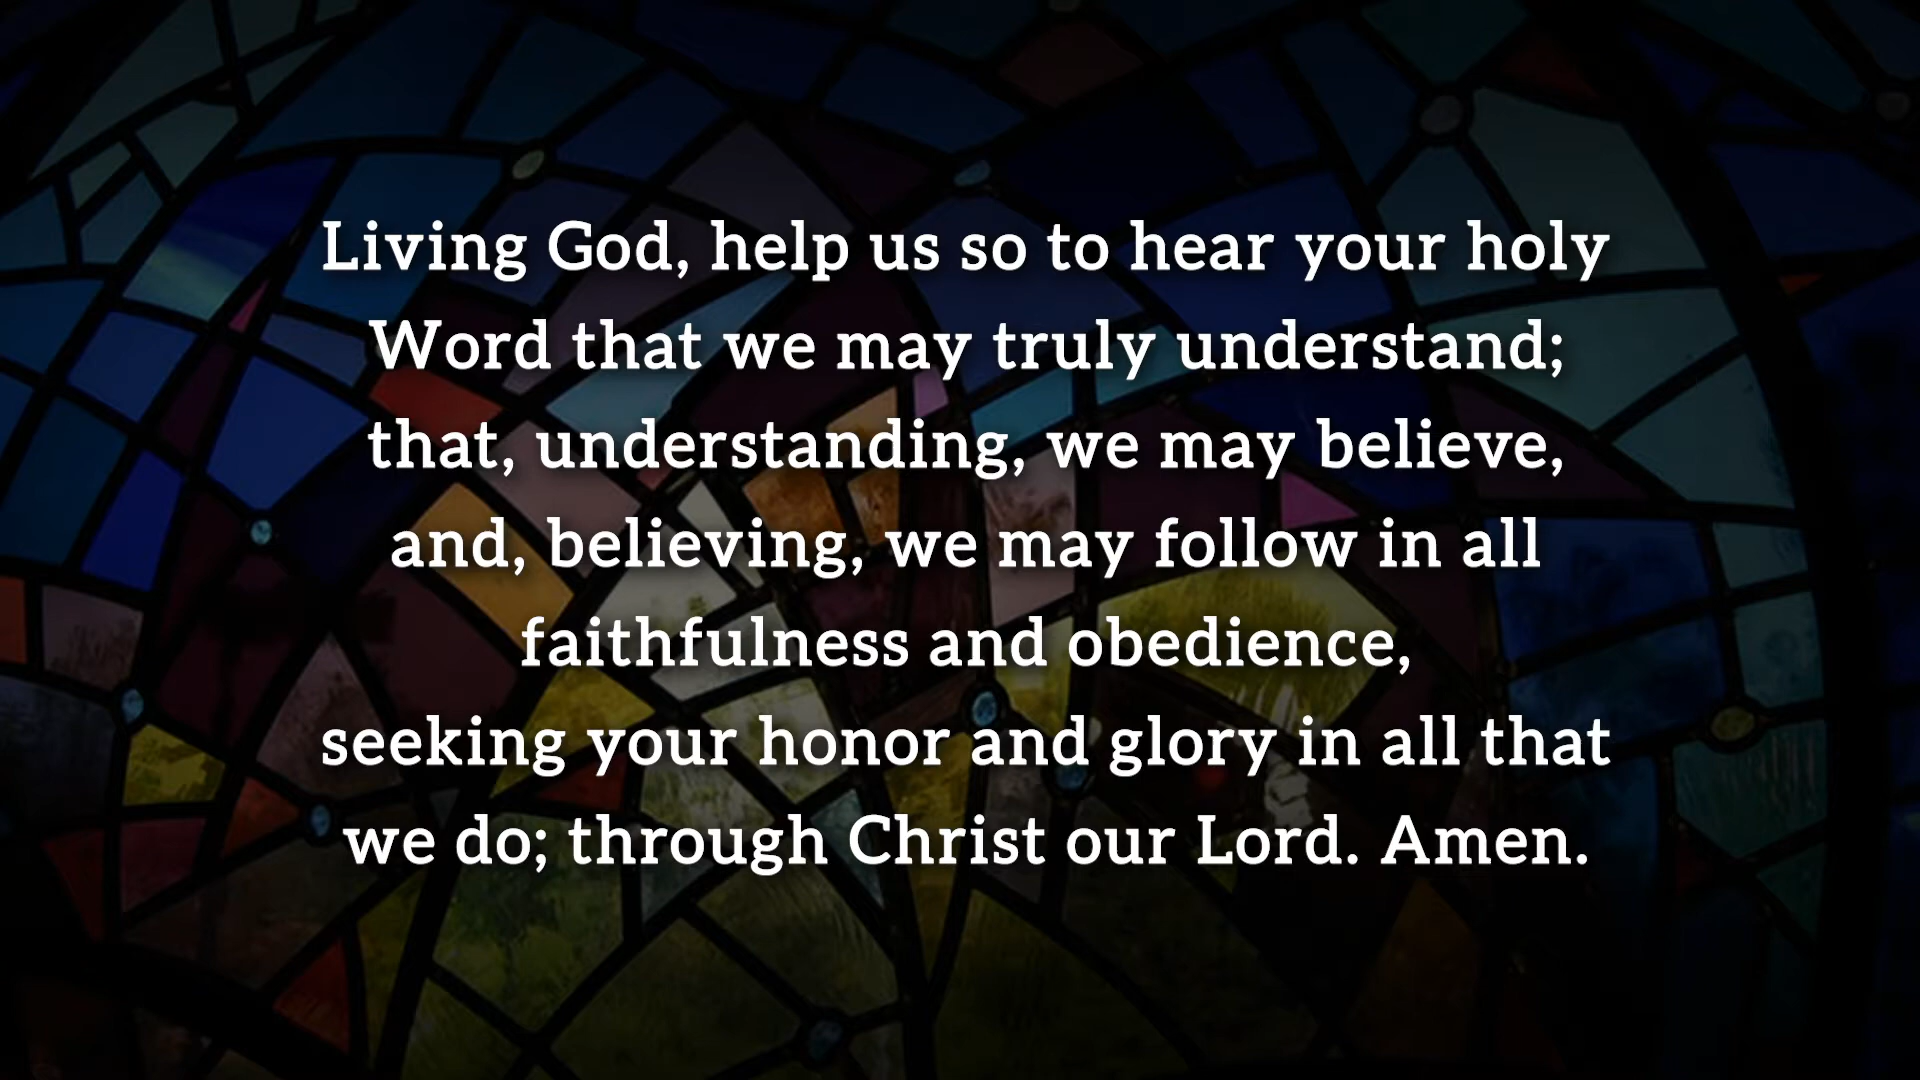 Living God, help us so to hear your holy
Word that we may truly understand;
that, understanding, we may believe,
and, believing, we may follow in all
faithfulness and obedience,
seeking your honor and glory in all that
we do; through Christ our Lord. Amen.